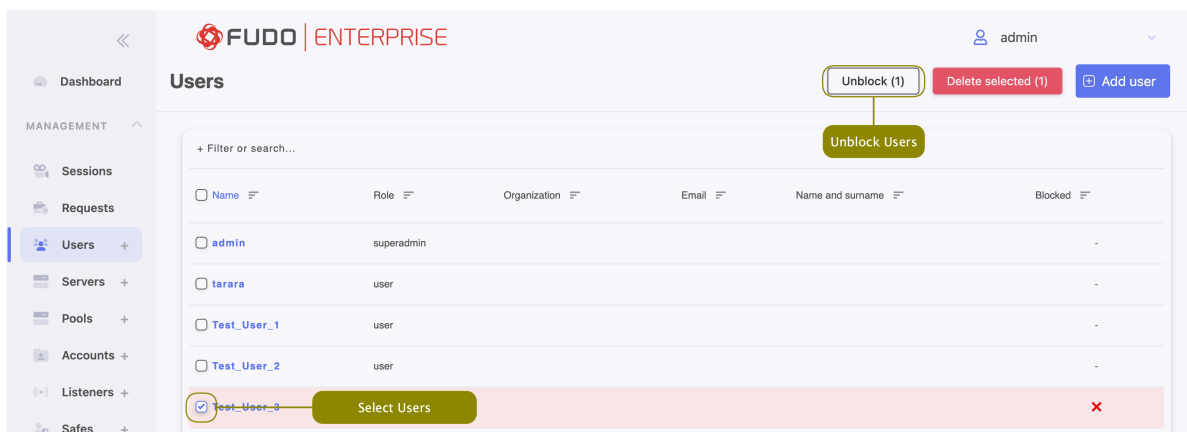 FUDO | ENTERPRISE
admin
Dashboard
Users
Unblock (1)
Delete selected (1)
Add user
MANAGEMENT
Unblock Users
+ Filter or search...
Sessions
Name
Role
Organization
Email
Name and surname
Blocked
Requests
Users +
admin
superadmin
-
Servers +
tarara
user
-
Pools +
Test_User_1
user
-
Accounts +
Test_User_2
user
-
Listeners +
Test_User_3
Select Users
Safes +